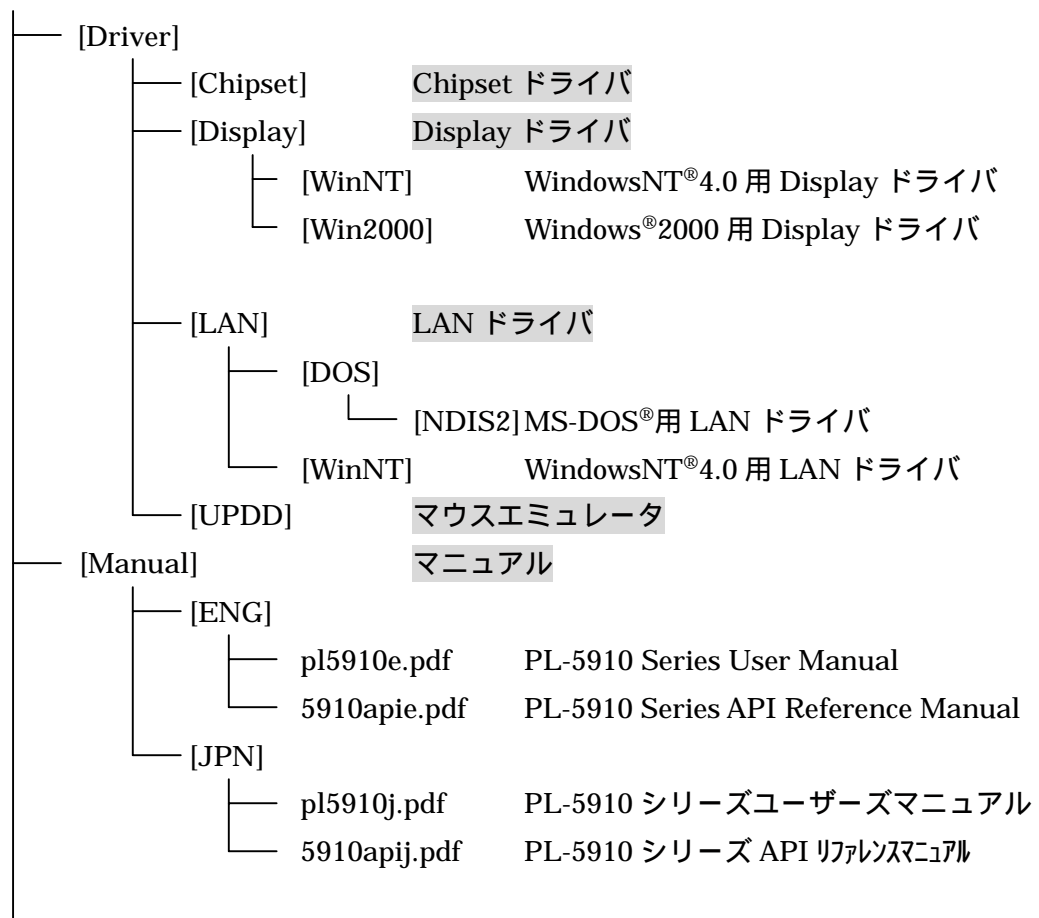 [Driver]
[Chipset] Chipset ドライバ
[Display] Display ドライバ
[WinNT] WindowsNT®4.0 用 Display ドライバ
[Win2000] Windows®2000 用 Display ドライバ
[LAN] LAN ドライバ
[DOS]
[NDIS2] MS-DOS®用 LAN ドライバ
[WinNT] WindowsNT®4.0 用 LAN ドライバ
[UPDD] マウスエミュレータ
[Manual] マニュアル
[ENG]
pl5910e.pdf PL-5910 Series User Manual
5910apie.pdf PL-5910 Series API Reference Manual
[JPN]
pl5910j.pdf PL-5910 シリーズユーザーズマニュアル
5910apij.pdf PL-5910 シリーズ API リファレンスマニュアル